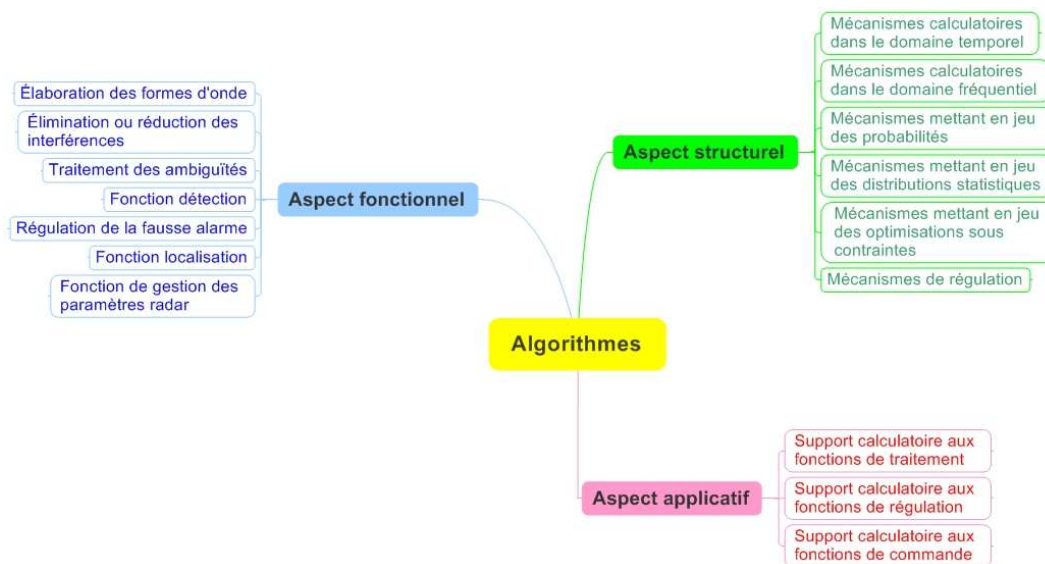 Élaboration des formes d'onde
Élimination ou réduction des
interférences
Traitement des ambiguïtés
Fonction détection
Régulation de la fausse alarme
Fonction localisation
Fonction de gestion des
paramètres radar
Aspect fonctionnel
Algorithmes
Aspect structurel
Mécanismes calculatoires
dans le domaine temporel
Mécanismes calculatoires
dans le domaine fréquentiel
Mécanismes mettant en jeu
des probabilités
Mécanismes mettant en jeu
des distributions statistiques
Mécanismes mettant en jeu
des optimisations sous
contraintes
Mécanismes de régulation
Aspect applicatif
Support calculatoire aux
fonctions de traitement
Support calculatoire aux
fonctions de régulation
Support calculatoire aux
fonctions de commande